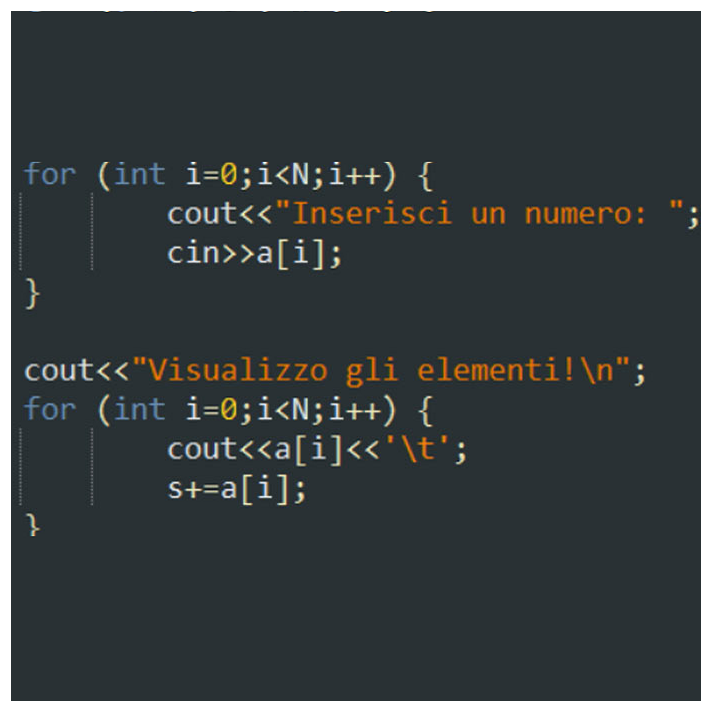 for (int i=0;i<N;i++) {
cout<<"Inserisci un numero: ";
cin>>a[i];
}
cout<<"Visualizzo gli elementi!\n";
for (int i=0;i<N;i++) {
cout<<a[i]<<'\t';
s+=a[i];
}